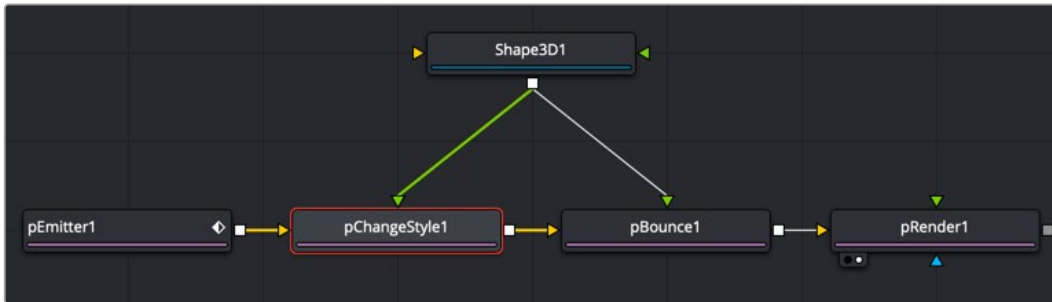 Shape3D1
pEmitter1
pChangeStyle1
pBounce1
pRender1